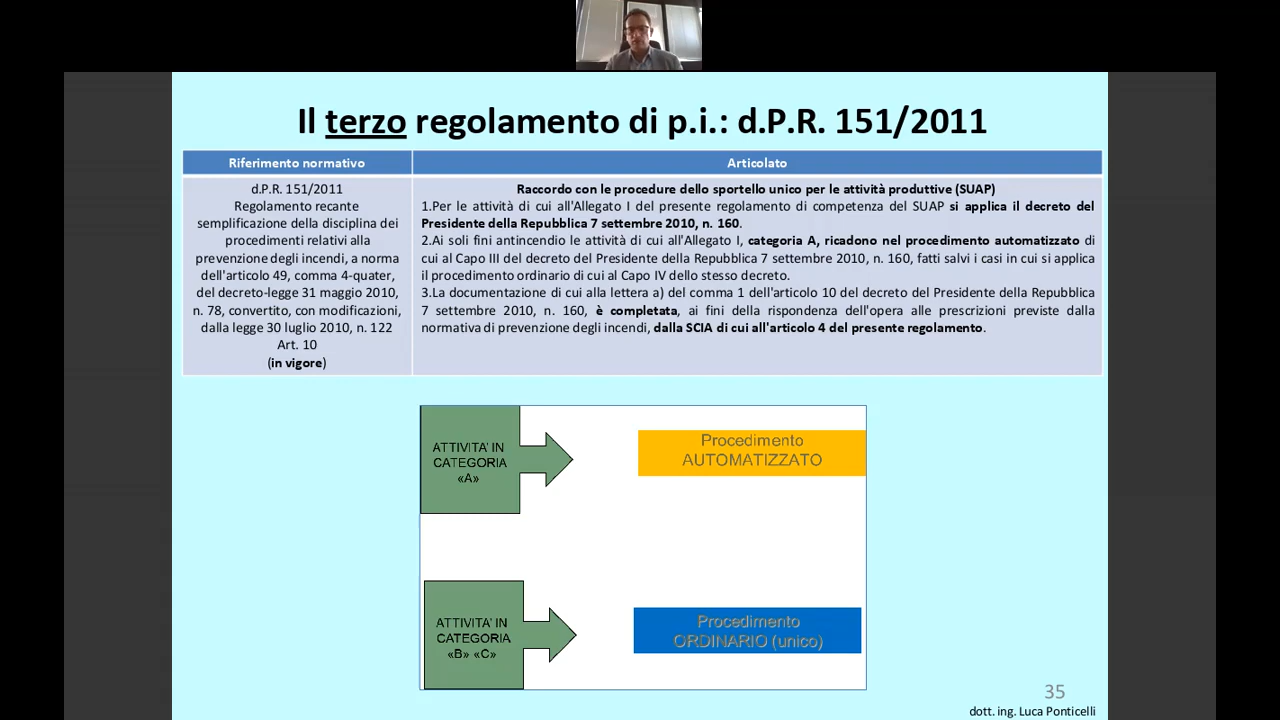 Il terzo regolamento di p.i.: d.P.R. 151/2011
Riferimento normativo
Articolato
d.P.R. 151/2011
Regolamento recante
semplificazione della disciplina dei
procedimenti relativi alla
prevenzione degli incendi, a norma
dell'articolo 49, comma 4-quater,
del decreto-legge 31 maggio 2010,
n. 78, convertito, con modificazioni,
dalla legge 30 luglio 2010, n. 122
Art. 10
(in vigore)
Raccordo con le procedure dello sportello unico per le attività produttive (SUAP)
1.Per le attività di cui all'Allegato I del presente regolamento di competenza del SUAP si applica il decreto del
Presidente della Repubblica 7 settembre 2010, n. 160.
2.Ai soli fini antincendio le attività di cui all'Allegato I, categoria A, ricadono nel procedimento automatizzato di
cui al Capo III del decreto del Presidente della Repubblica 7 settembre 2010, n. 160, fatti salvi i casi in cui si applica
il procedimento ordinario di cui al Capo IV dello stesso decreto.
3.La documentazione di cui alla lettera a) del comma 1 dell'articolo 10 del decreto del Presidente della Repubblica
7 settembre 2010, n. 160, è completata, ai fini della rispondenza dell'opera alle prescrizioni previste dalla
normativa di prevenzione degli incendi, dalla SCIA di cui all'articolo 4 del presente regolamento.
ATTIVITA' IN
CATEGORIA
«A»
Procedimento
AUTOMATIZZATO
ATTIVITA' IN
CATEGORIA
«B» «C»
Procedimento
ORDINARIO (unico)
35
dott. ing. Luca Ponticelli